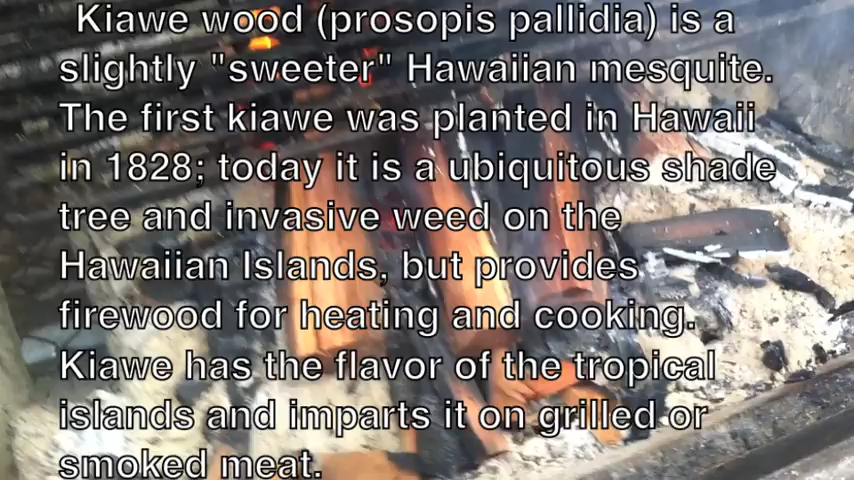 Kiawe wood (prosopis pallidia) is a
slightly "sweeter" Hawaiian mesquite.
The first kiawe was planted in Hawaii
in 1828; today it is a ubiquitous shade
tree and invasive weed on the
Hawaiian Islands, but provides
firewood for heating and cooking.
Kiawe has the flavor of the tropical
islands and imparts it on grilled or
smoked meat.